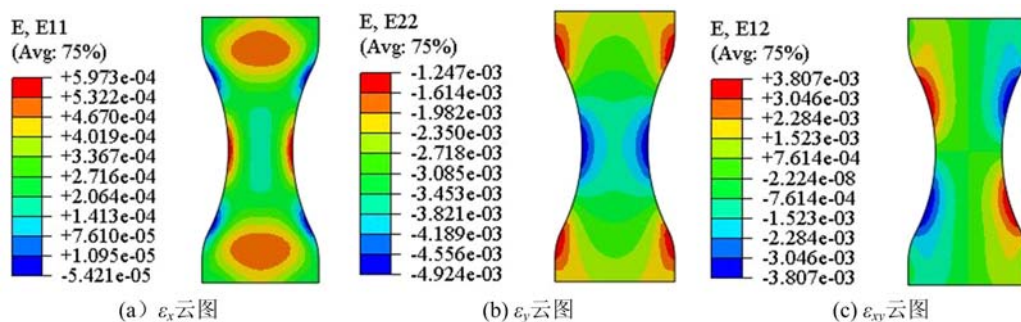 E, E11
(Avg: 75%)
+5.973e-04
+5.322e-04
+4.670e-04
+4.019e-04
+3.367e-04
+2.716e-04
+2.064e-04
+1.413e-04
+7.610e-05
+1.095e-05
-5.421e-05
(a) εx云图
E, E22
(Avg: 75%)
-1.247e-03
-1.614e-03
-1.982e-03
-2.350e-03
-2.718e-03
-3.085e-03
-3.453e-03
-3.821e-03
-4.189e-03
-4.556e-03
-4.924e-03
(b) εy云图
E, E12
(Avg: 75%)
+3.807e-03
+3.046e-03
+2.284e-03
+1.523e-03
+7.614e-04
-2.224e-08
-7.614e-04
-1.523e-03
-2.284e-03
-3.046e-03
-3.807e-03
(c) εxy云图